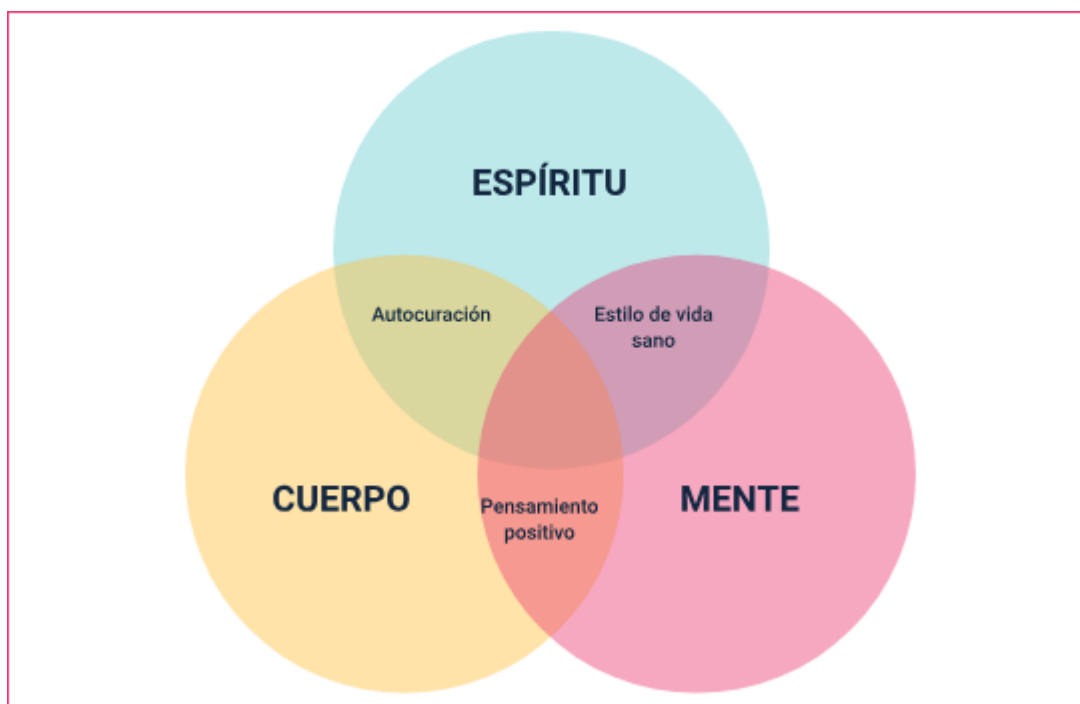 ESPÍRITU
Autocuración
Estilo de vida
sano
CUERPO
MENTE
Pensamiento
positivo